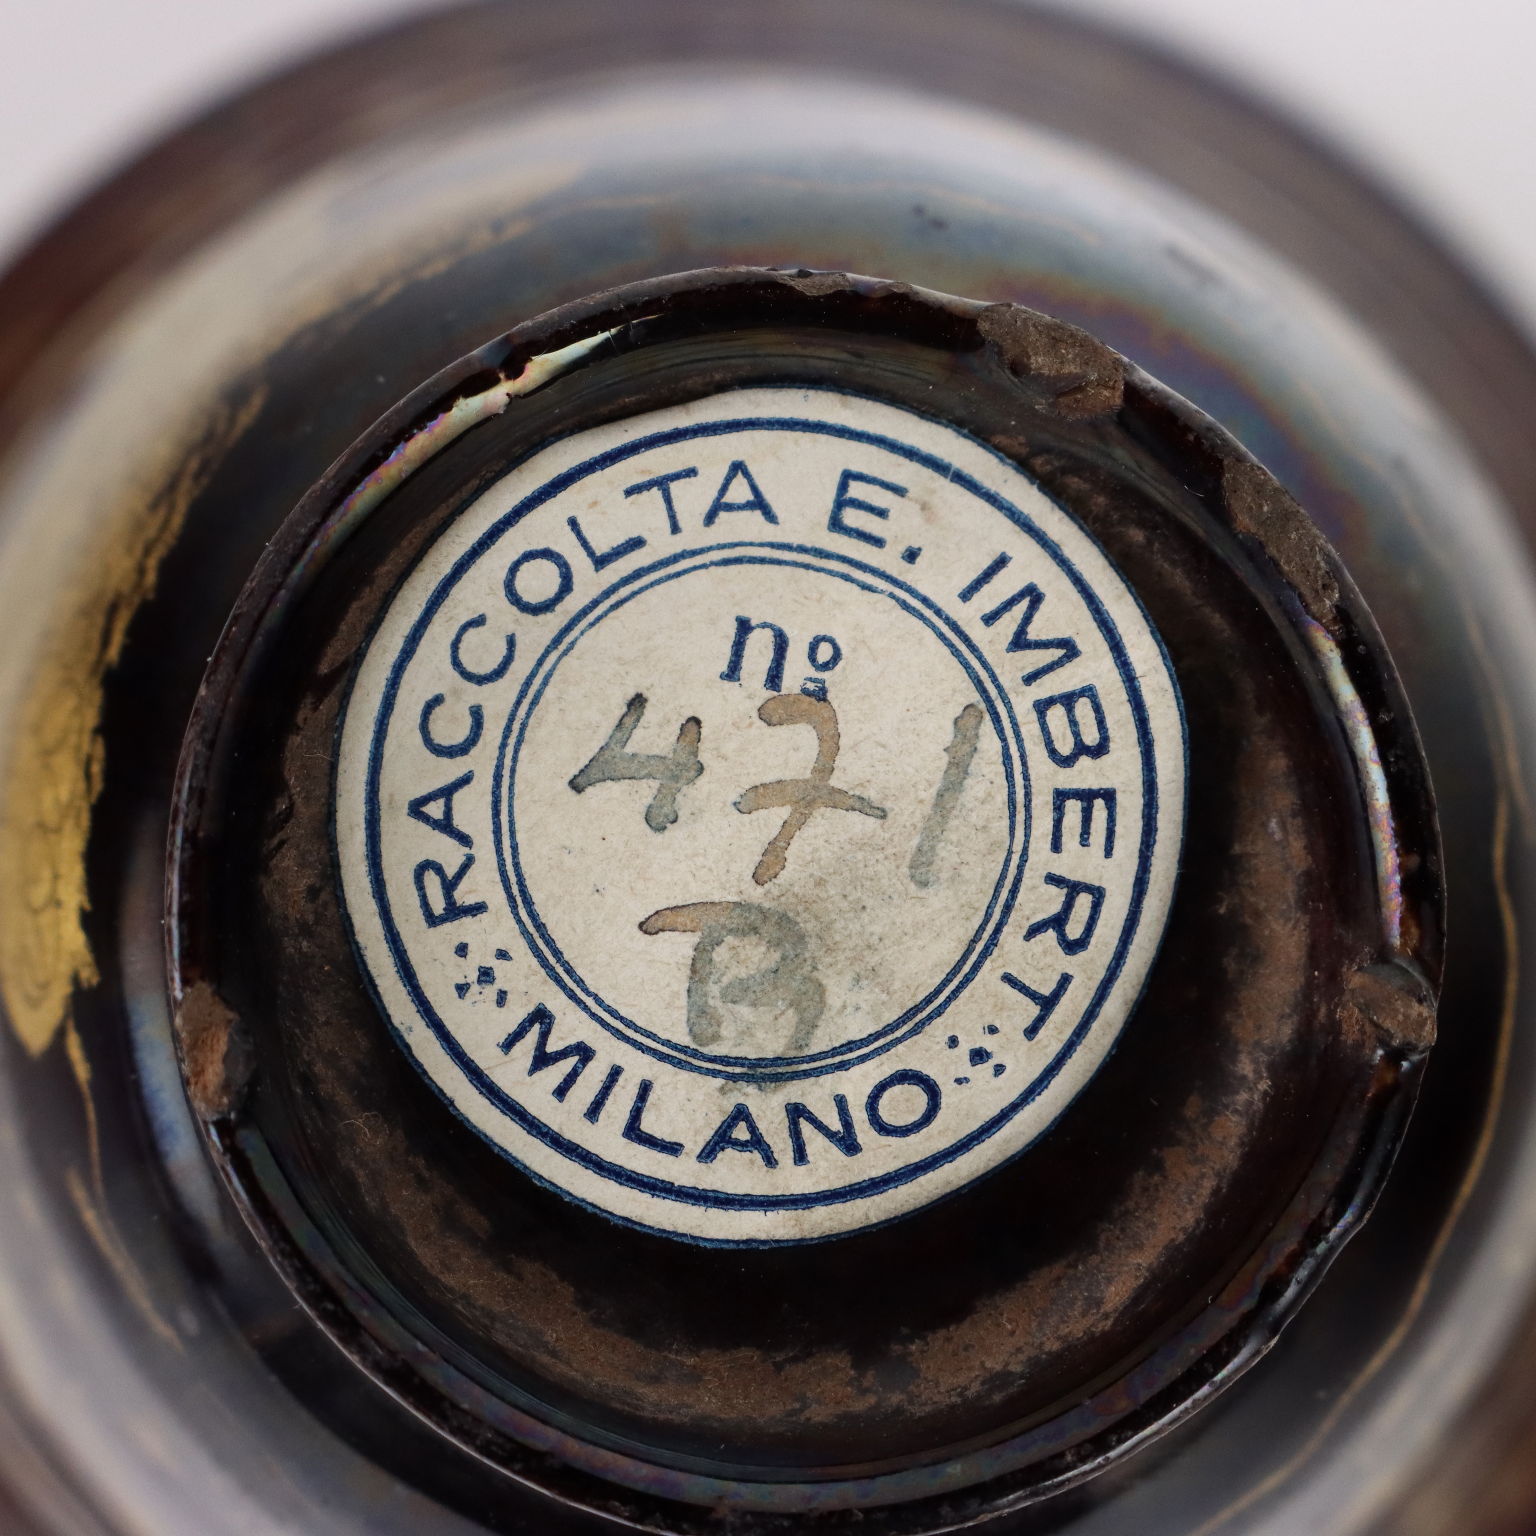 RACCOLTA E. IMBERT
MILANO
nº
471
B